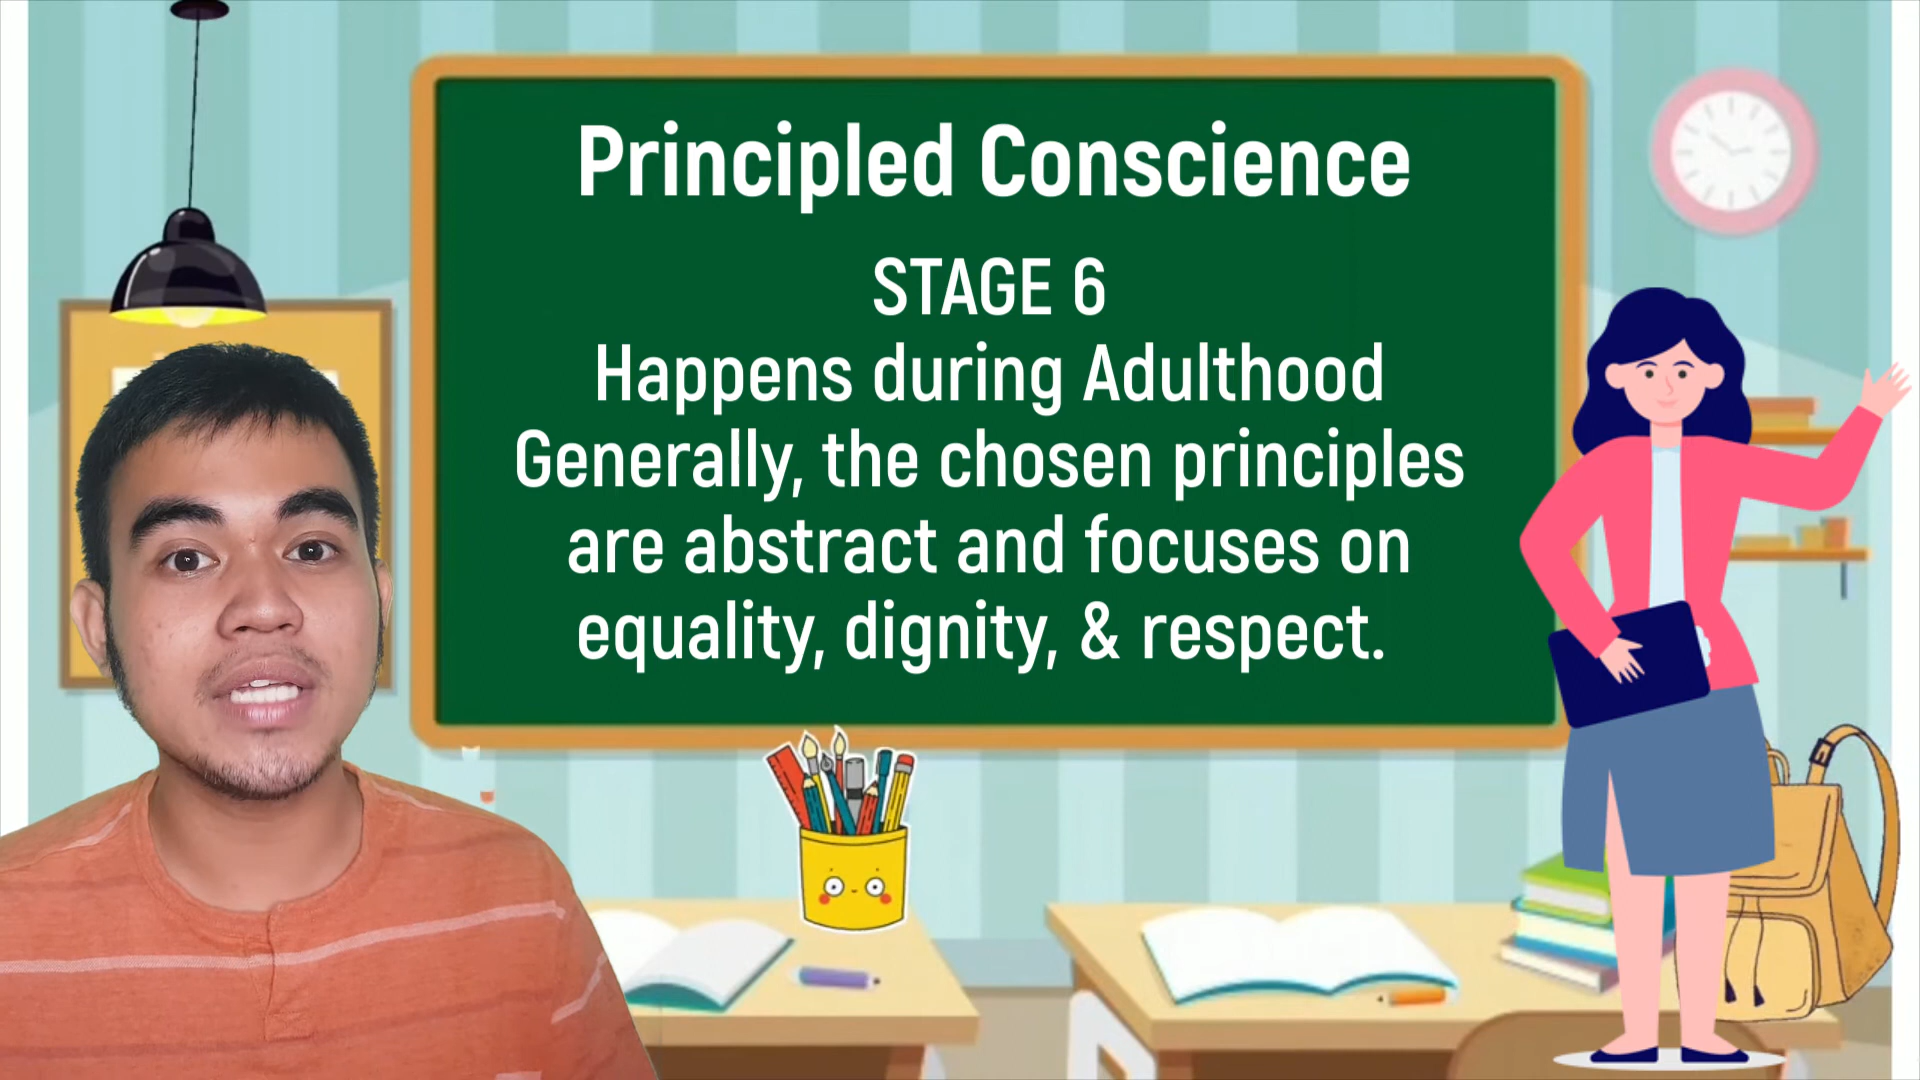 Principled Conscience
STAGE 6
Happens during Adulthood
Generally, the chosen principles
are abstract and focuses on
equality, dignity, & respect.